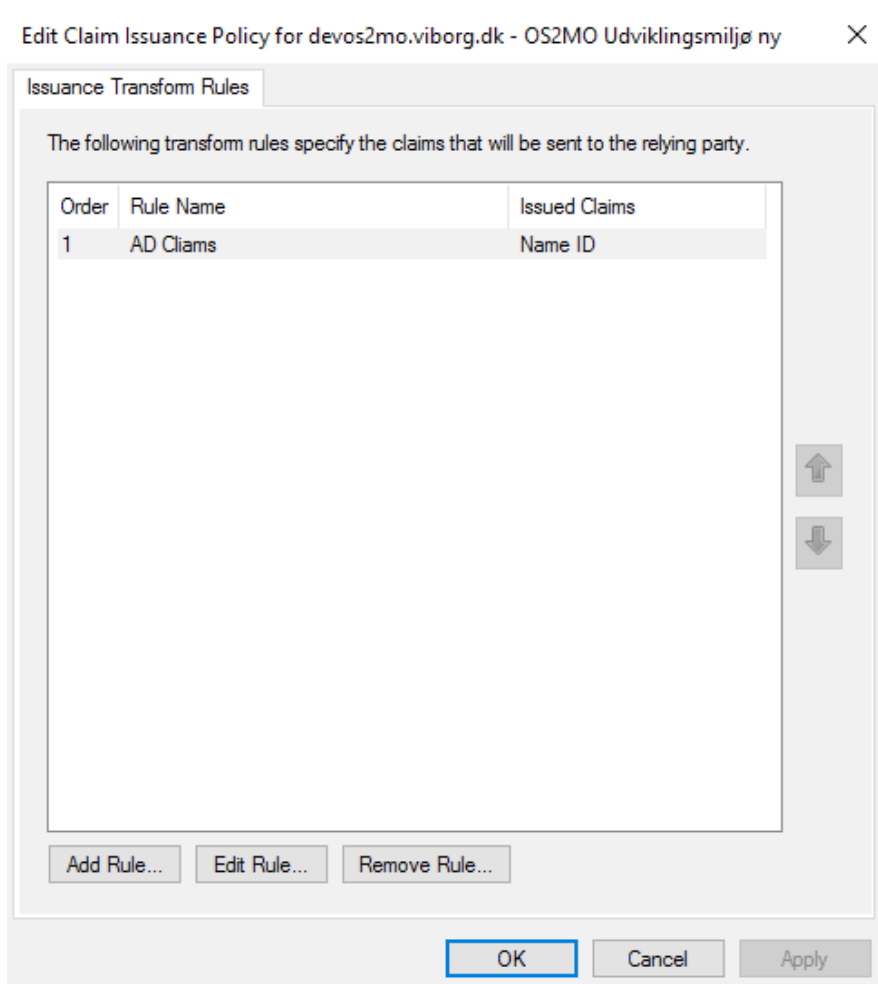 Edit Claim Issuance Policy for devos2mo.viborg.dk - OS2MO Udviklingsmiljø ny
Issuance Transform Rules
The following transform rules specify the claims that will be sent to the relying party.
Order Rule Name Issued Claims
1 AD Cliams Name ID
Add Rule... Edit Rule... Remove Rule...
OK Cancel Apply